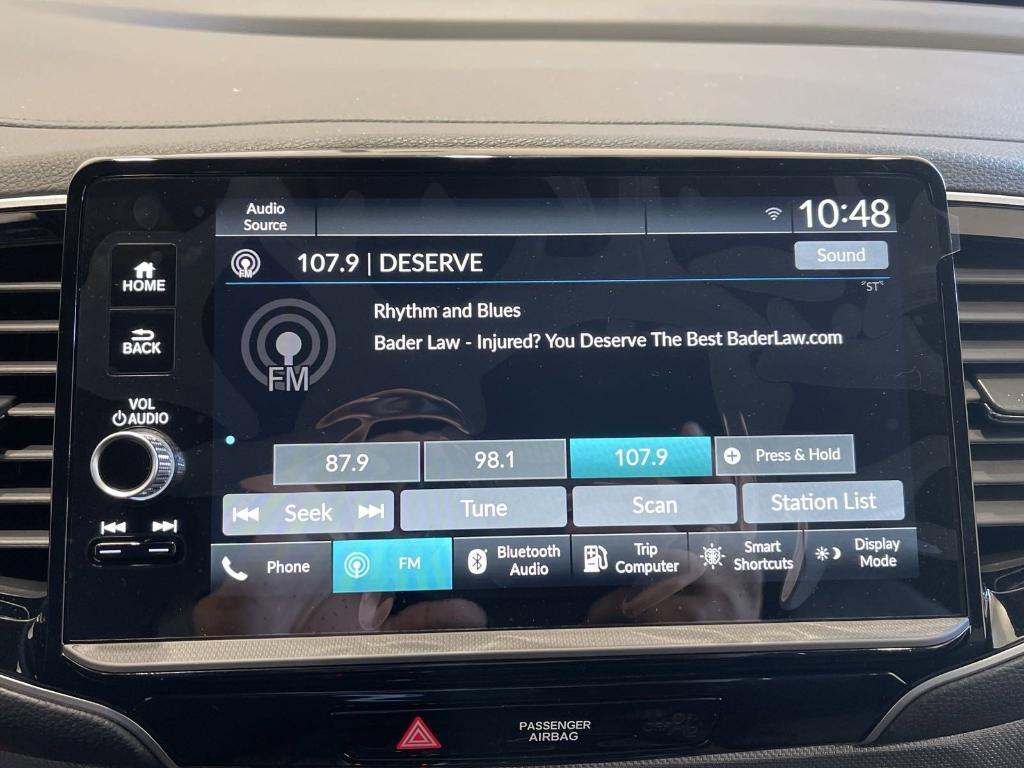 Audio
Source
10:48
FM
107.9 | DESERVE
Sound
"ST"
HOME
Rhythm and Blues
BACK
Bader Law - Injured? You Deserve The Best BaderLaw.com
FM
VOL
AUDIO
87.9
98.1
107.9
Press & Hold
Seek
Tune
Scan
Station List
Phone
FM
Bluetooth
Audio
Trip
Computer
Smart
Shortcuts
Display
Mode
PASSENGER
AIRBAG